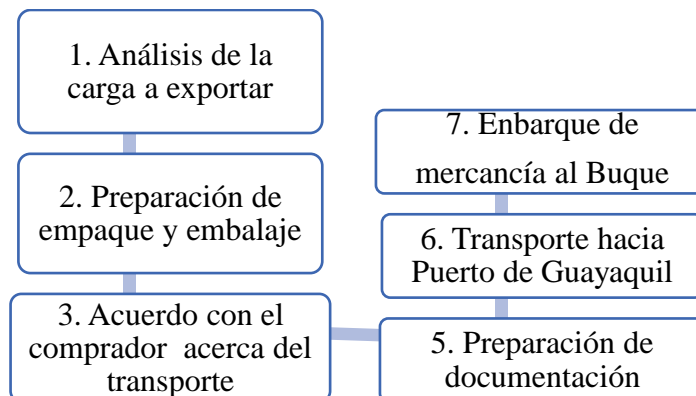 1. Análisis de la
carga a exportar
2. Preparación de
empaque y embalaje
3. Acuerdo con el
comprador acerca del
transporte
5. Preparación de
documentación
6. Transporte hacia
Puerto de Guayaquil
7. Enbarque de
mercancía al Buque